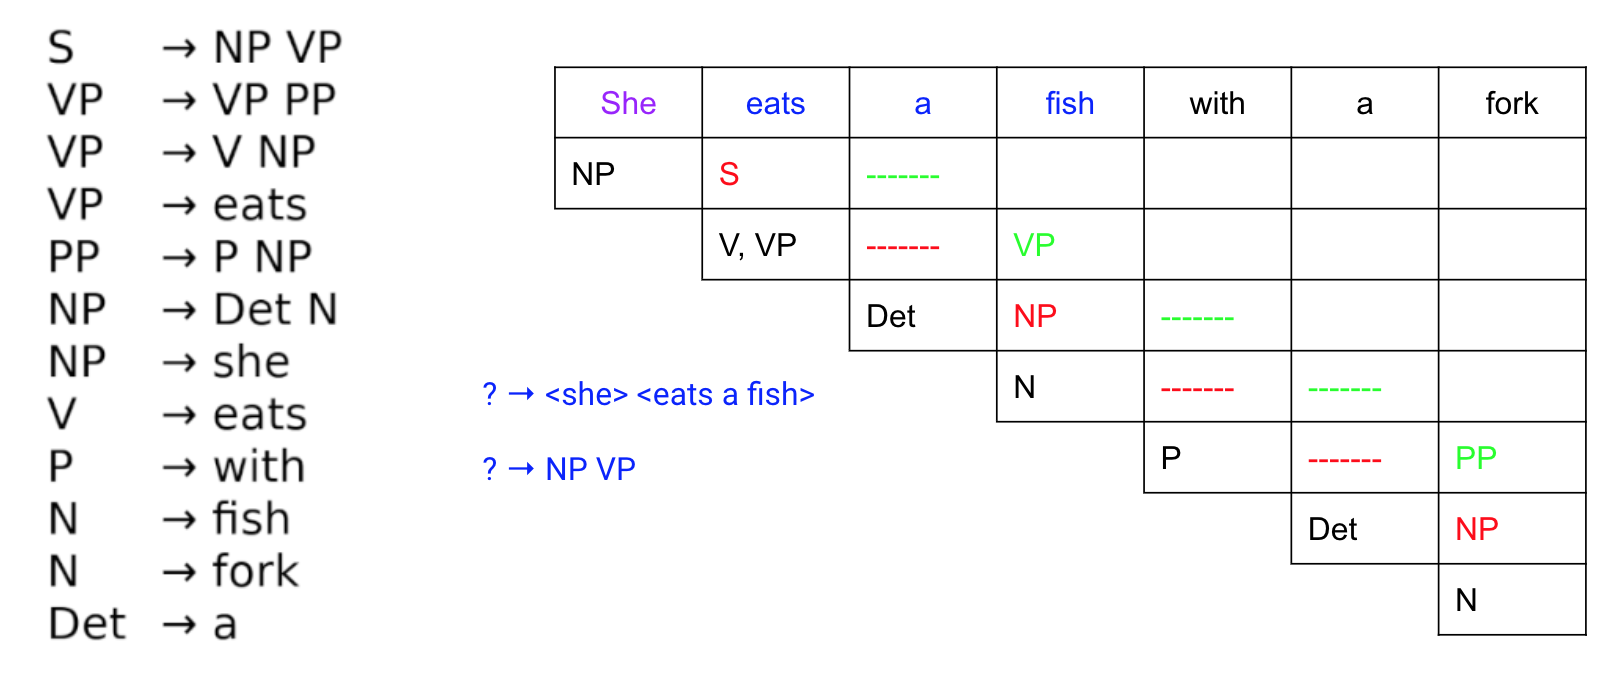 S → NP VP
VP → VP PP
VP → V NP
VP → eats
PP → P NP
NP → Det N
NP → she
V → eats
P → with
N → fish
N → fork
Det → a
? → <she> <eats a fish>
? → NP VP
She eats a fish with a fork
NP S -------
V, VP ------- VP
Det NP -------
N ------- -------
P ------- PP
Det NP
N